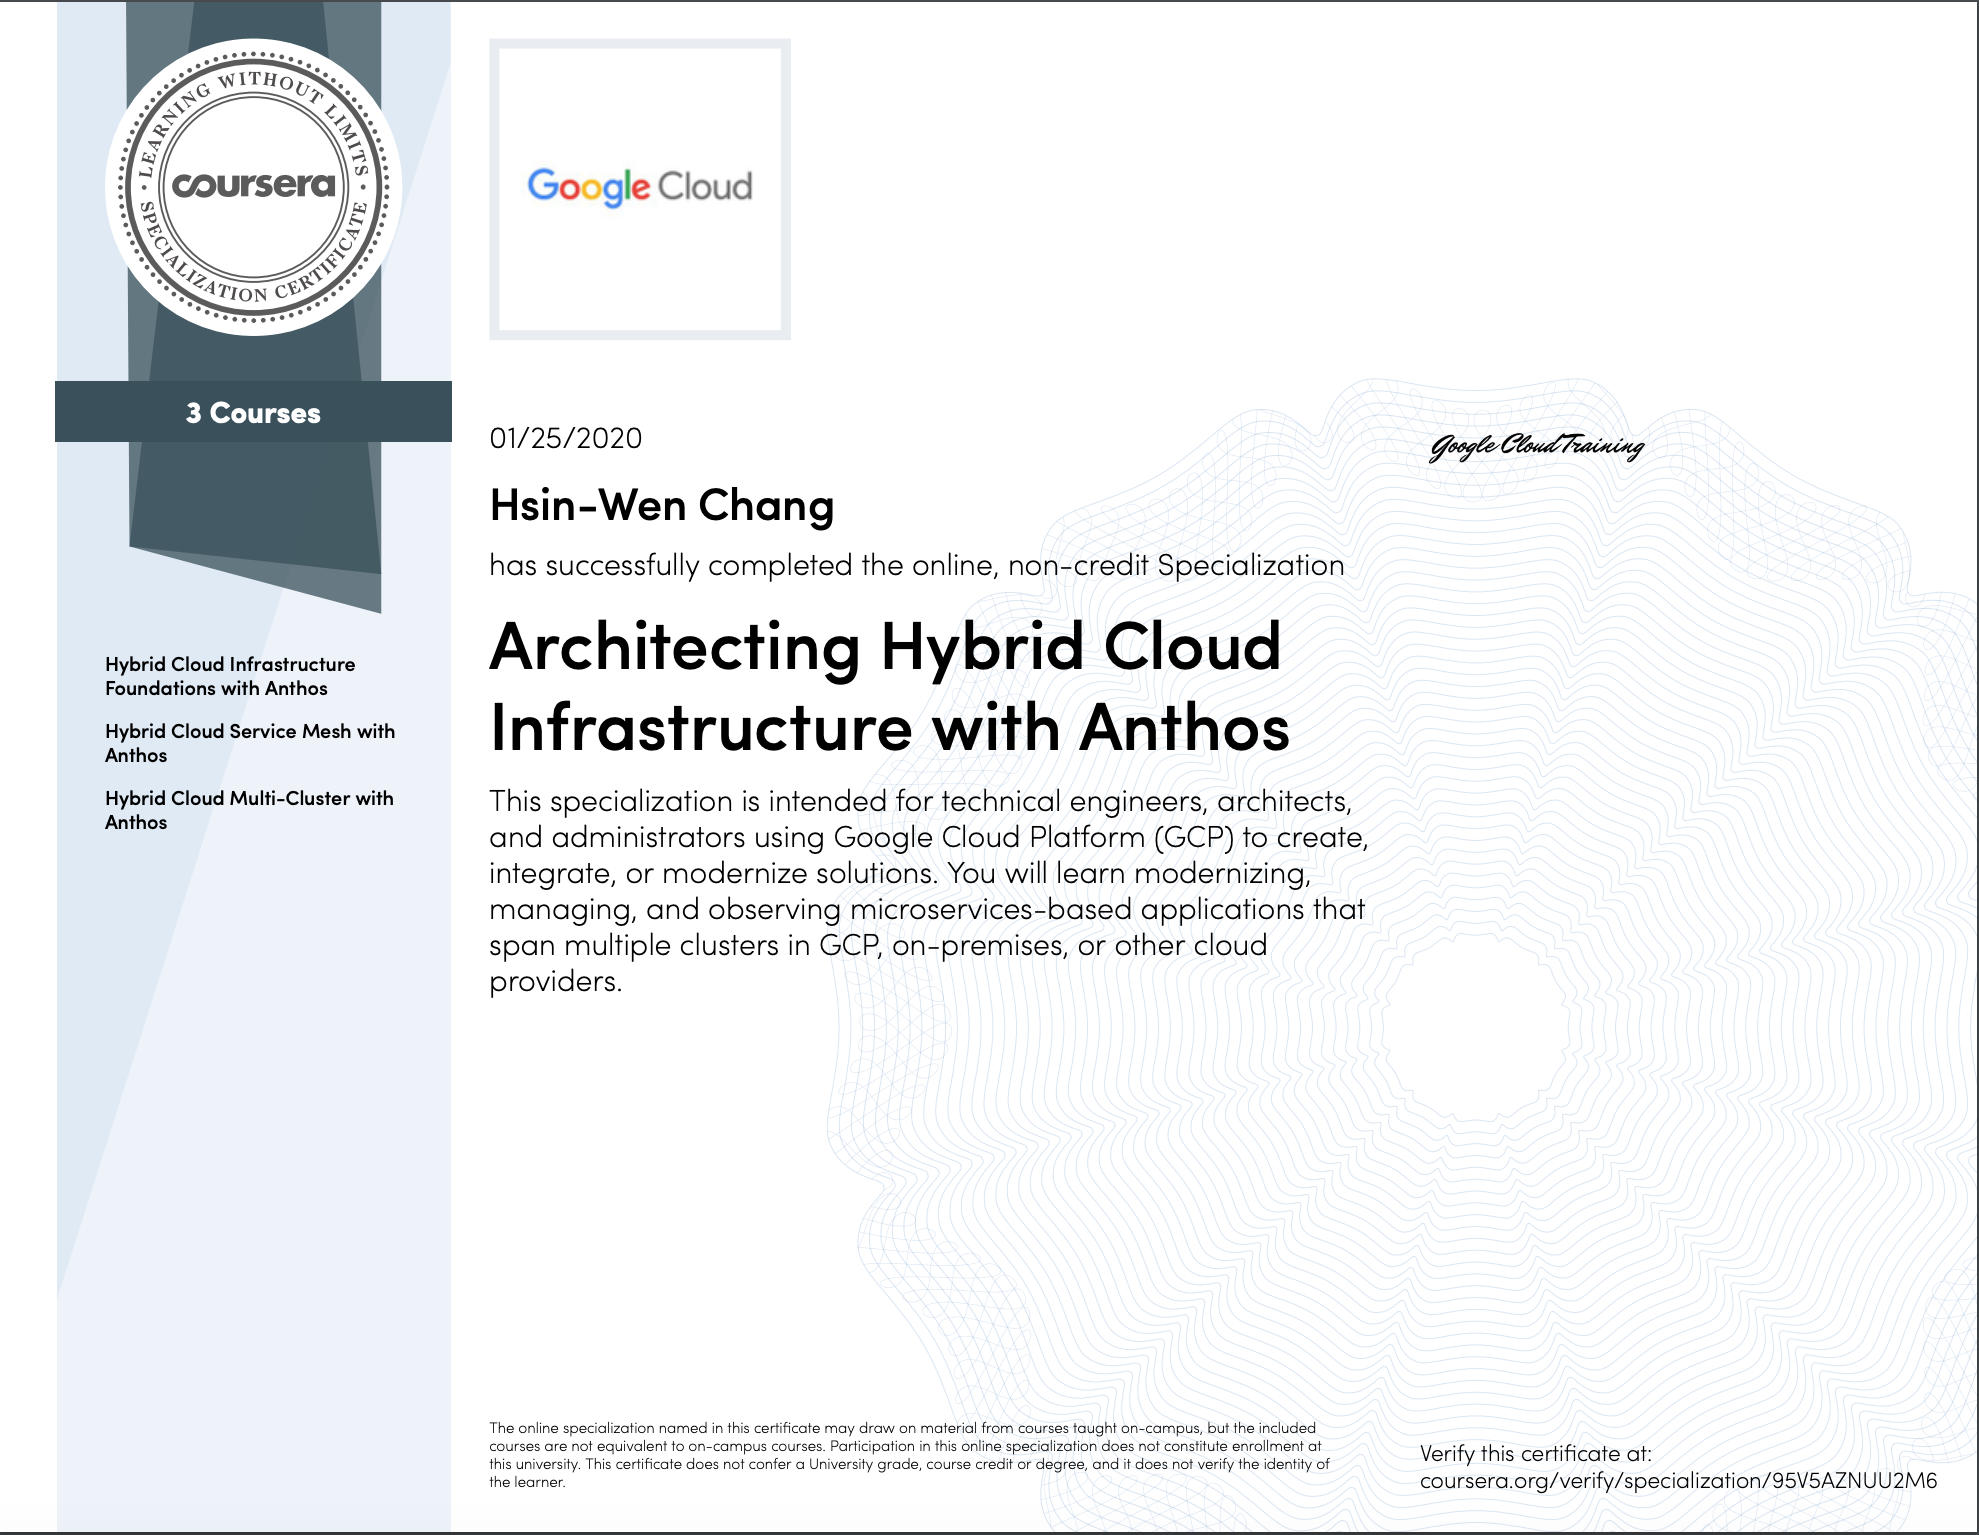 LEARNING WITHOUT LIMITS
coursera
SPECIALIZATION CERTIFICATE
3 Courses
Hybrid Cloud Infrastructure
Foundations with Anthos
Hybrid Cloud Service Mesh with
Anthos
Hybrid Cloud Multi-Cluster with
Anthos
Google Cloud
01/25/2020
Google Cloud Training
Hsin-Wen Chang
has successfully completed the online, non-credit Specialization
Architecting Hybrid Cloud
Infrastructure with Anthos
This specialization is intended for technical engineers, architects,
and administrators using Google Cloud Platform (GCP) to create,
integrate, or modernize solutions. You will learn modernizing,
managing, and observing microservices-based applications that
span multiple clusters in GCP, on-premises, or other cloud
providers.
The online specialization named in this certificate may draw on material from courses taught on-campus, but the included
courses are not equivalent to on-campus courses. Participation in this online specialization does not constitute enrollment at
this university. This certificate does not confer a University grade, course credit or degree, and it does not verify the identity of
the learner.
Verify this certificate at:
coursera.org/verify/specialization/95V5AZNUU2M6